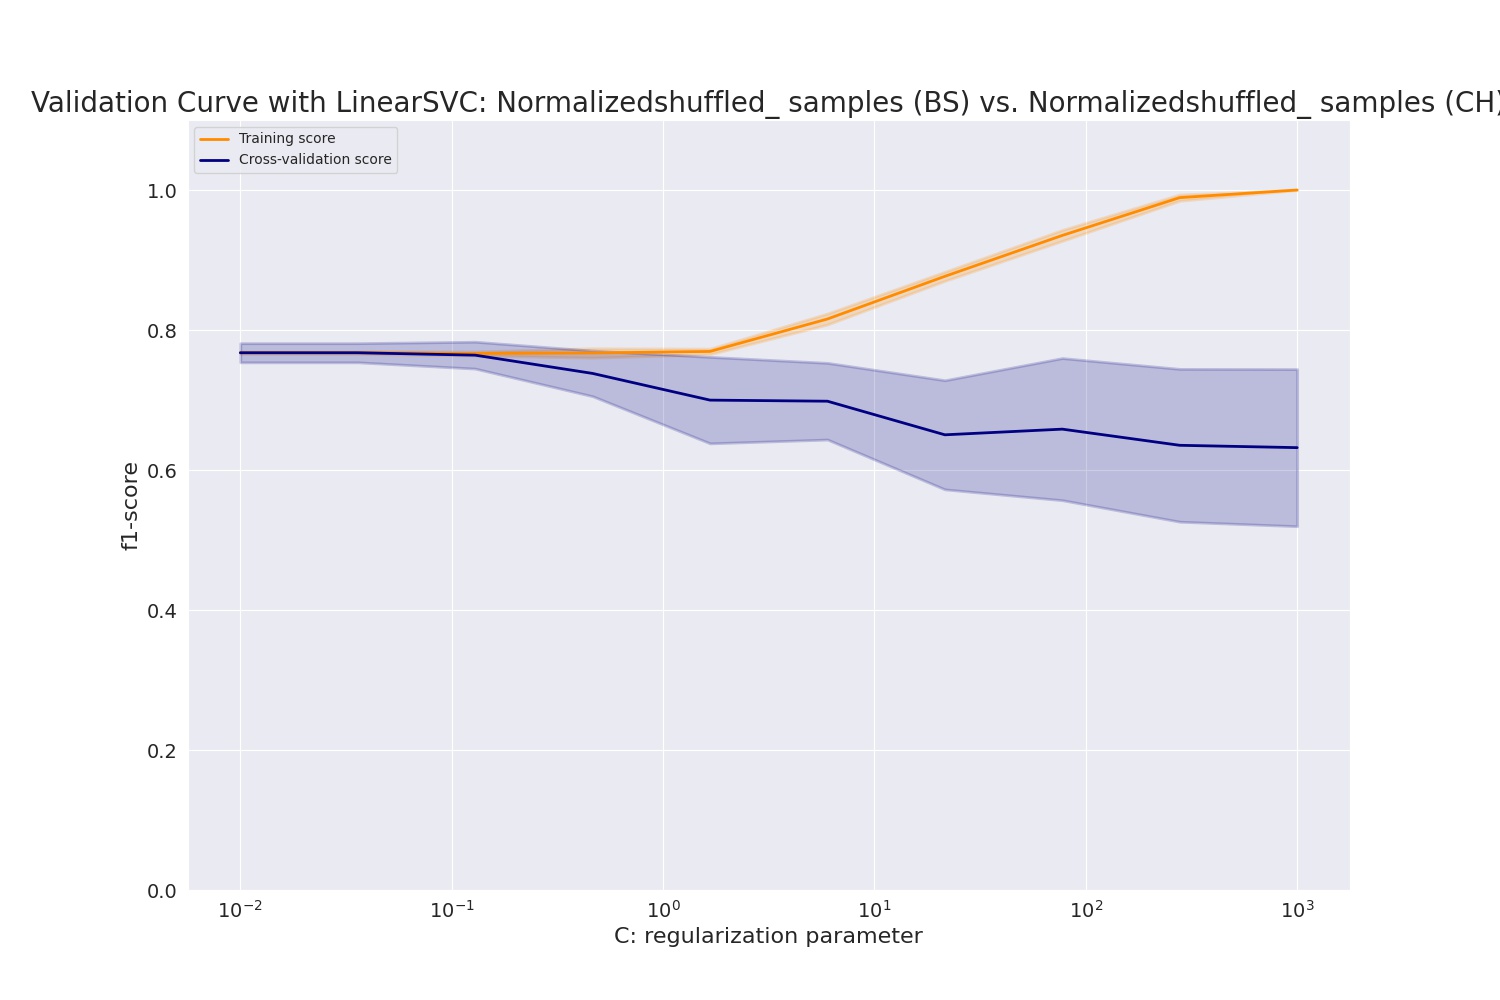 Validation Curve with LinearSVC: Normalizedshuffled_ samples (BS) vs. Normalizedshuffled_ samples (CH)
Training score
Cross-validation score
1.0
0.8
0.6
0.4
0.2
0.0
f1-score
10⁻² 10⁻¹ 10⁰ 10¹ 10² 10³
C: regularization parameter